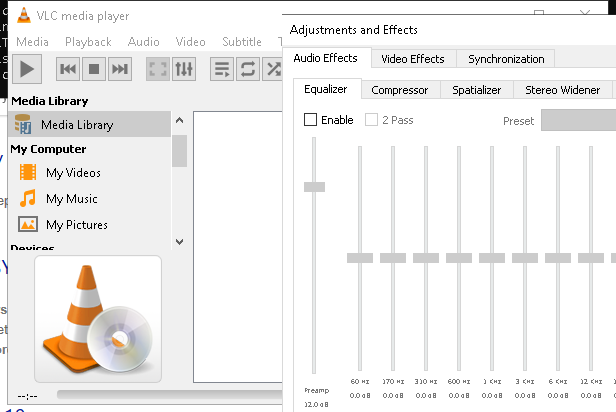 VLC media player
Media Playback Audio Video Subtitle
Media Library
Media Library
My Computer
My Videos
My Music
My Pictures
Devices
--:--
Adjustments and Effects
Audio Effects Video Effects Synchronization
Equalizer Compressor Spatializer Stereo Widener
Enable 2 Pass Preset
60 Hz 170 Hz 310 Hz 600 Hz 1 KHz 3 KHz 6 KHz 12 KHz
Preamp 0.0 dB 0.0 dB 0.0 dB 0.0 dB 0.0 dB 0.0 dB 0.0 dB 0.0 dB
12.0 dB